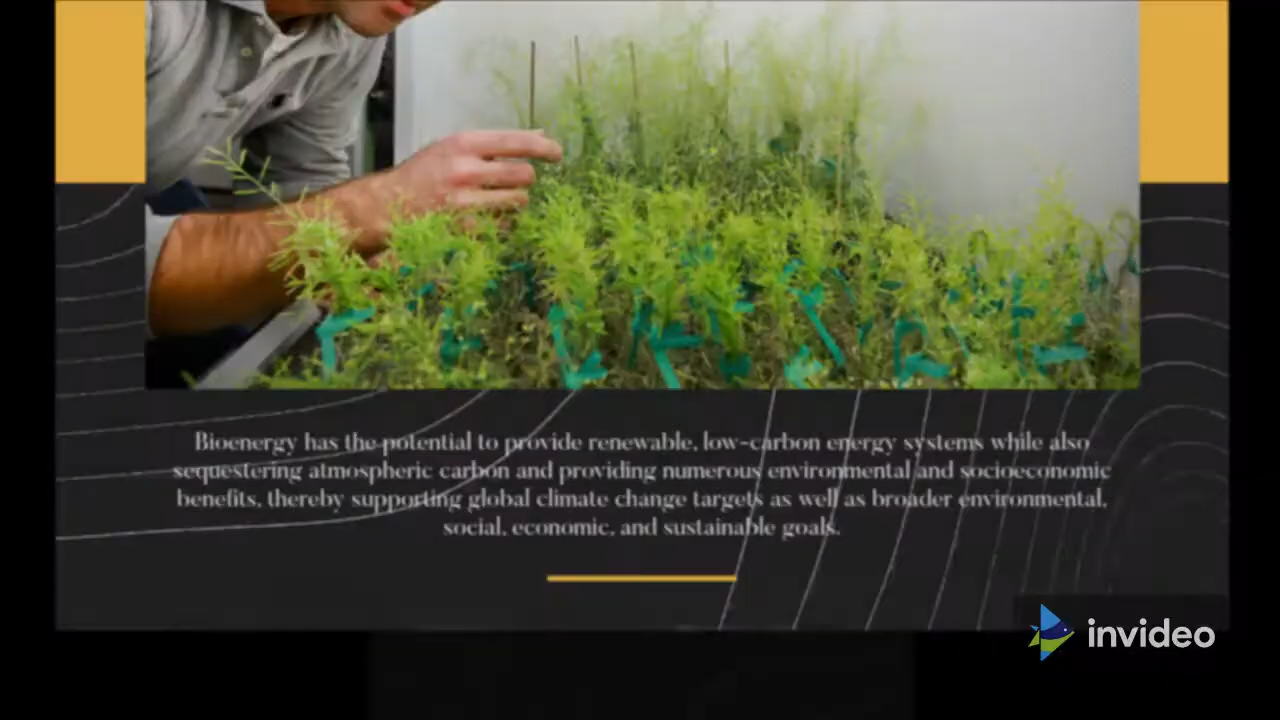 Bioenergy has the potential to provide renewable, low-carbon energy systems while also
sequestering atmospheric carbon and providing numerous environmental and socioeconomic
benefits, thereby supporting global climate change targets as well as broader environmental,
social, economic, and sustainable goals.
invideo